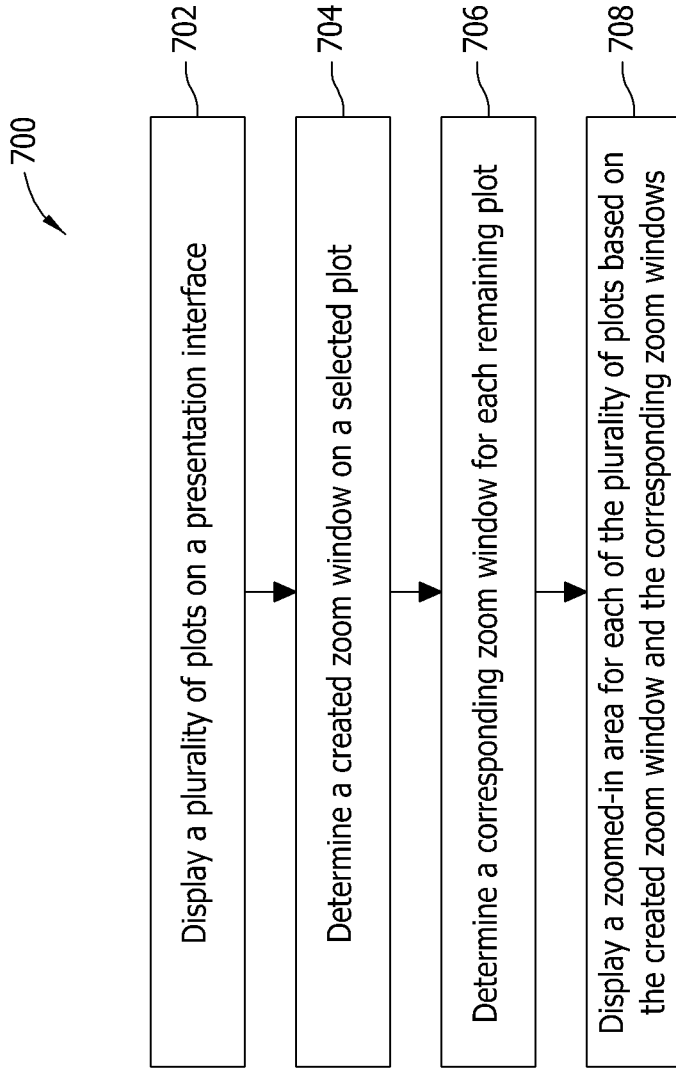 700
Display a plurality of plots on a presentation interface
702
Determine a created zoom window on a selected plot
704
Determine a corresponding zoom window for each remaining plot
706
Display a zoomed-in area for each of the plurality of plots based on
the created zoom window and the corresponding zoom windows
708